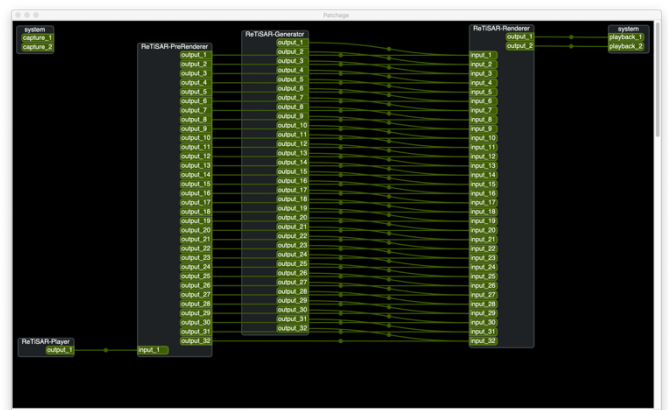 Patchage
system
capture_1
capture_2
ReTiSAR-PreRenderer
output_1
output_2
output_3
output_4
output_5
output_6
output_7
output_8
output_9
output_10
output_11
output_12
output_13
output_14
output_15
output_16
output_17
output_18
output_19
output_20
output_21
output_22
output_23
output_24
output_25
output_26
output_27
output_28
output_29
output_30
output_31
output_32
input_1
ReTiSAR-Generator
output_1
output_2
output_3
output_4
output_5
output_6
output_7
output_8
output_9
output_10
output_11
output_12
output_13
output_14
output_15
output_16
output_17
output_18
output_19
output_20
output_21
output_22
output_23
output_24
output_25
output_26
output_27
output_28
output_29
output_30
output_31
output_32
ReTiSAR-Renderer
output_1
output_2
input_1
input_2
input_3
input_4
input_5
input_6
input_7
input_8
input_9
input_10
input_11
input_12
input_13
input_14
input_15
input_16
input_17
input_18
input_19
input_20
input_21
input_22
input_23
input_24
input_25
input_26
input_27
input_28
input_29
input_30
input_31
input_32
system
playback_1
playback_2
ReTiSAR-Player
output_1